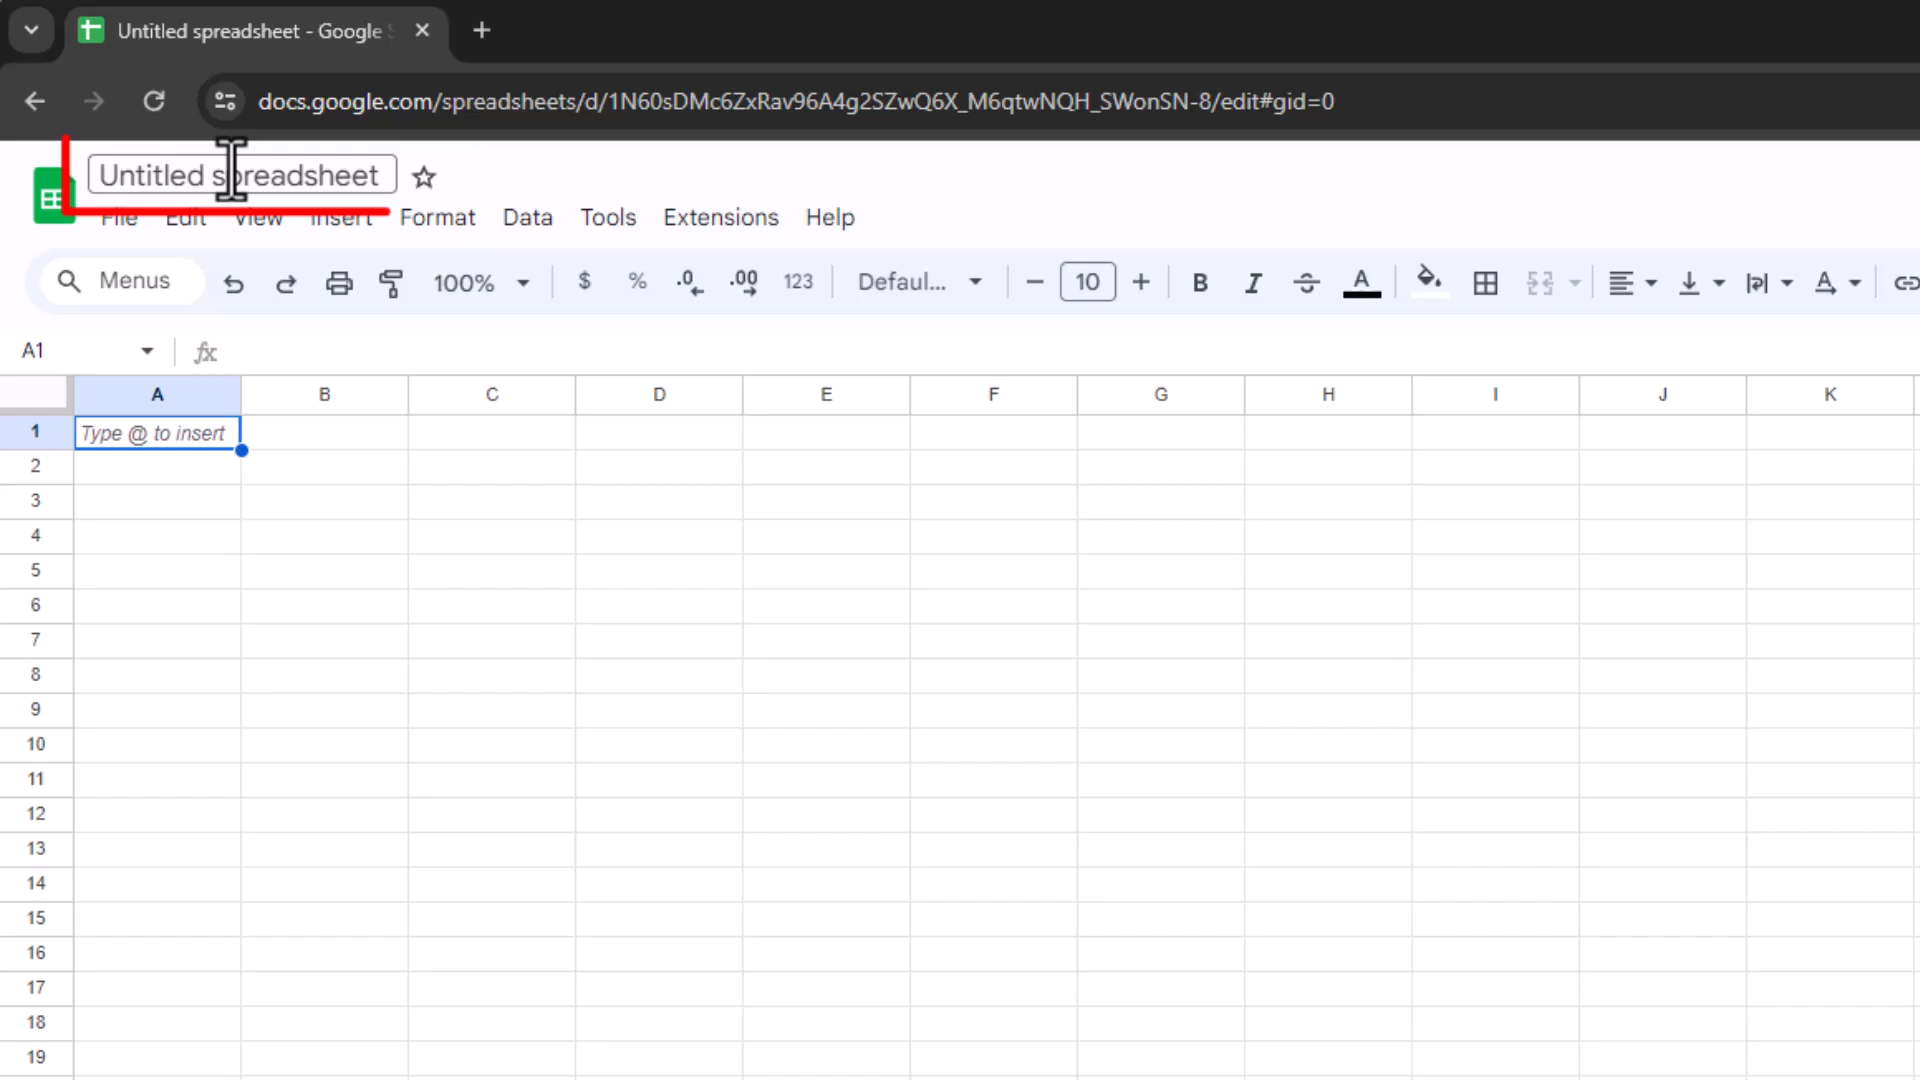 Untitled spreadsheet - Google
docs.google.com/spreadsheets/d/1N60sDMc6ZxRav96A4g2SZwQ6X_M6qtwNQH_SWonSN-8/edit#gid=0
Untitled spreadsheet
File Edit View Insert Format Data Tools Extensions Help
Menus 100% $ % .0 .00 123 Defaul... 10 B I A A
A1 fx
A B C D E F G H I J K
1 Type @ to insert
2
3
4
5
6
7
8
9
10
11
12
13
14
15
16
17
18
19